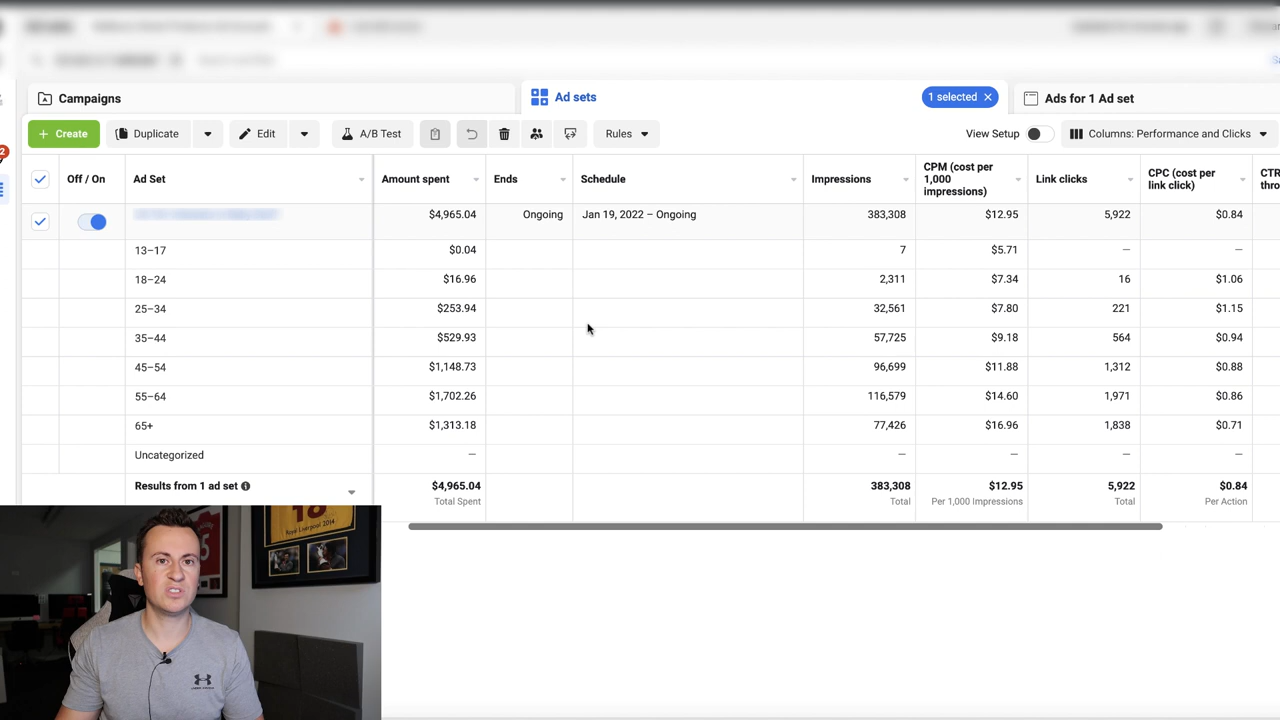 Campaigns
Ad sets
1 selected ×
Ads for 1 Ad set
+ Create
Duplicate
Edit
A/B Test
Rules
View Setup
Columns: Performance and Clicks
2
Off / On Ad Set Amount spent Ends Schedule Impressions CPM (cost per 1,000 impressions) Link clicks CPC (cost per link click)
$4,965.04 Ongoing Jan 19, 2022 – Ongoing 383,308 $12.95 5,922 $0.84
13–17 $0.04 7 $5.71 — —
18–24 $16.96 2,311 $7.34 16 $1.06
25–34 $253.94 32,561 $7.80 221 $1.15
35–44 $529.93 57,725 $9.18 564 $0.94
45–54 $1,148.73 96,699 $11.88 1,312 $0.88
55–64 $1,702.26 116,579 $14.60 1,971 $0.86
65+ $1,313.18 77,426 $16.96 1,838 $0.71
Uncategorized — — — — —
Results from 1 ad set $4,965.04 383,308 $12.95 5,922 $0.84
Total Spent Total Per 1,000 Impressions Total Per Action
Royal Liverpool 2014